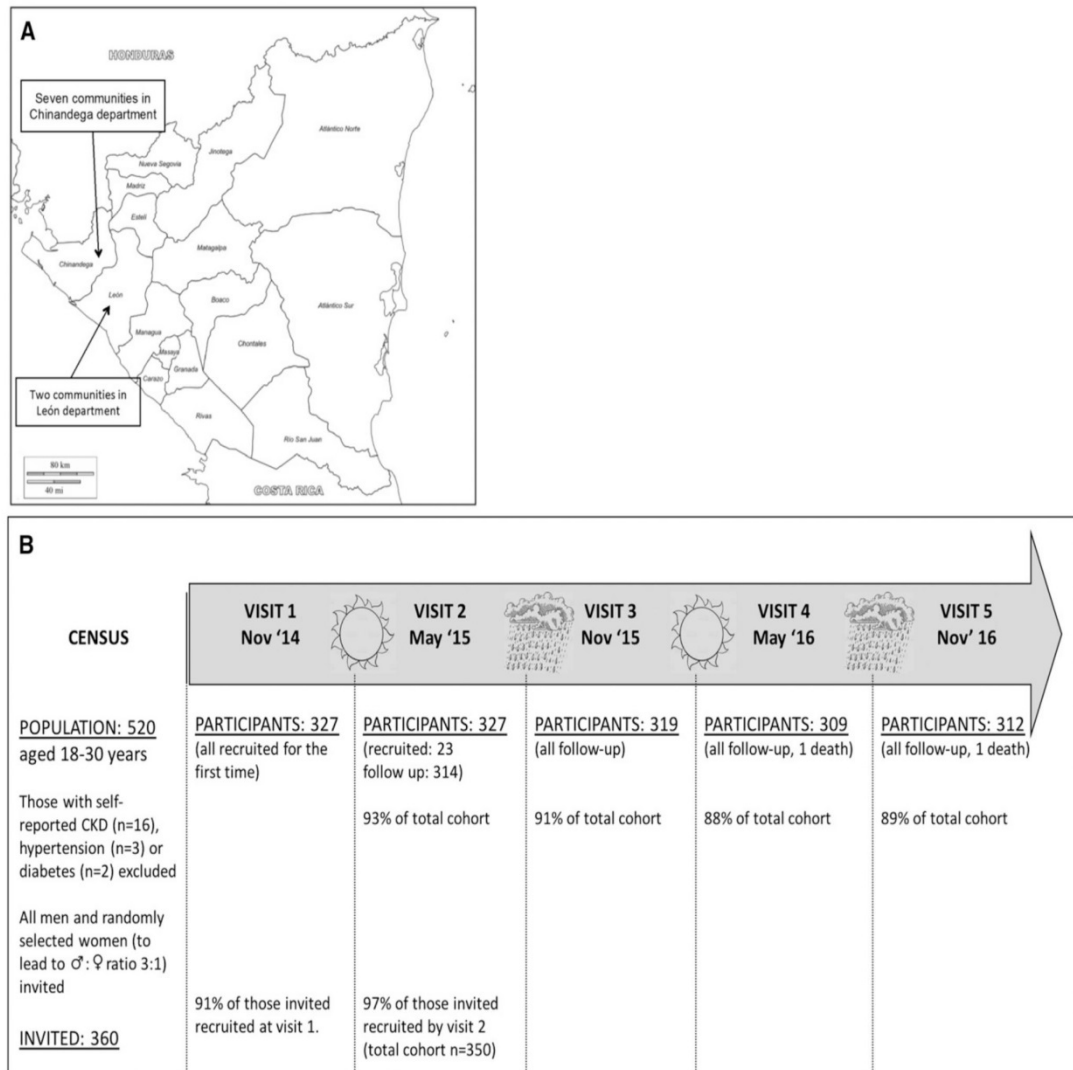 A
HONDURAS
Seven communities in
Chinandega department
Atlántico Norte
Jinotega
Nueva Segovia
Madriz
Estelí
Matagalpa
Chinandega
León
Boaco
Atlántico Sur
Managua
Chontales
Masaya
Granada
Carazo
Two communities in
León department
Rivas
Río San Juan
80 km
40 mi
COSTA RICA
B
CENSUS
VISIT 1
Nov ‘14
VISIT 2
May ‘15
VISIT 3
Nov ‘15
VISIT 4
May ‘16
VISIT 5
Nov’ 16
POPULATION: 520
aged 18-30 years
Those with self-
reported CKD (n=16),
hypertension (n=3) or
diabetes (n=2) excluded
All men and randomly
selected women (to
lead to ♂:♀ ratio 3:1)
invited
INVITED: 360
PARTICIPANTS: 327
(all recruited for the
first time)
91% of those invited
recruited at visit 1.
PARTICIPANTS: 327
(recruited: 23
follow up: 314)
93% of total cohort
97% of those invited
recruited by visit 2
(total cohort n=350)
PARTICIPANTS: 319
(all follow-up)
91% of total cohort
PARTICIPANTS: 309
(all follow-up, 1 death)
88% of total cohort
PARTICIPANTS: 312
(all follow-up, 1 death)
89% of total cohort